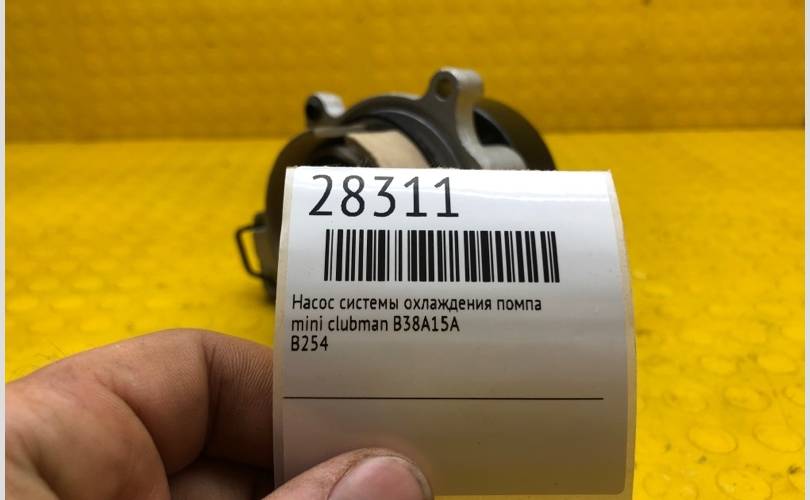 28311
Насос системы охлаждения помпа
mini clubman B38A15A
B254